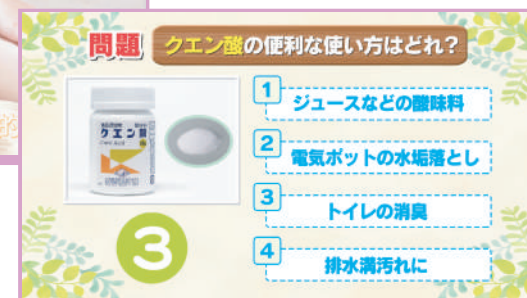 問題 クエン酸の便利な使い方はどれ？
1 ジュースなどの酸味料
2 電気ポットの水垢落とし
3 トイレの消臭
4 排水溝汚れに
クエン酸
3